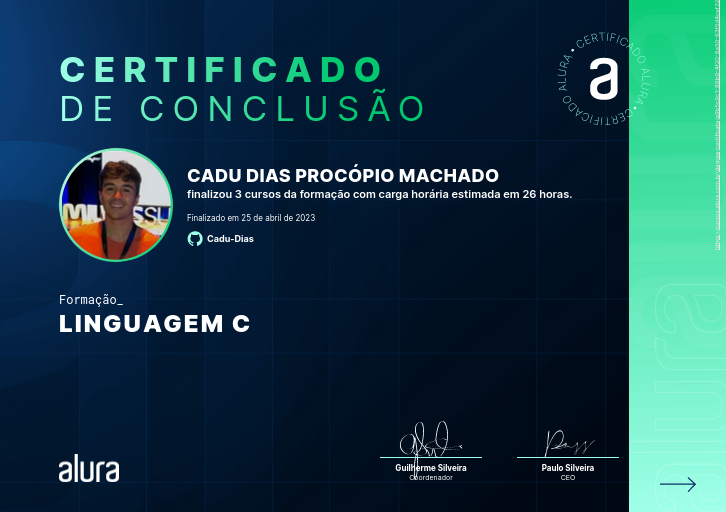 CERTIFICADO
DE CONCLUSÃO
CERTIFICADO ALURA • CERTIFICADO ALURA •
a
CADU DIAS PROCÓPIO MACHADO
finalizou 3 cursos da formação com carga horária estimada em 26 horas.
Finalizado em 25 de abril de 2023
Cadu-Dias
Formação_
LINGUAGEM C
alura
Guilherme Silveira
Coordenador
Paulo Silveira
CEO
alura